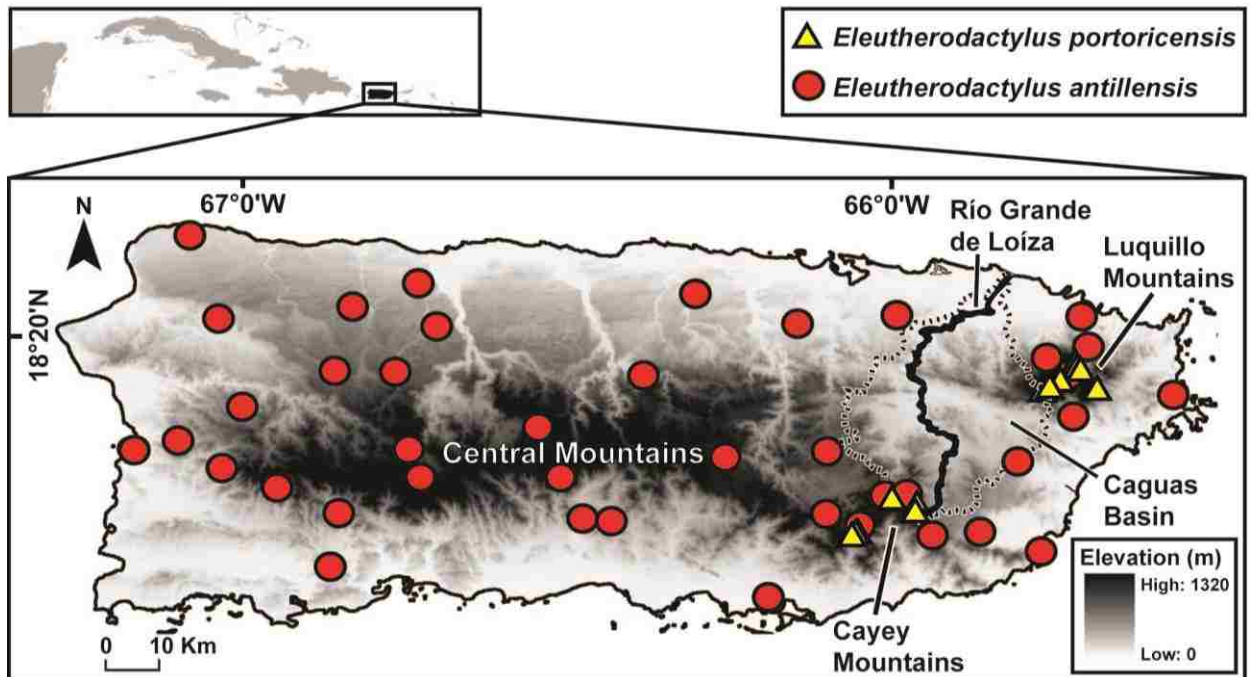 Eleutherodactylus portoricensis
Eleutherodactylus antillensis
67°0'W
66°0'W
N
18°20'N
Río Grande
de Loíza
Luquillo
Mountains
Central Mountains
Caguas
Basin
Cayey
Mountains
0 10 Km
Elevation (m)
High: 1320
Low: 0